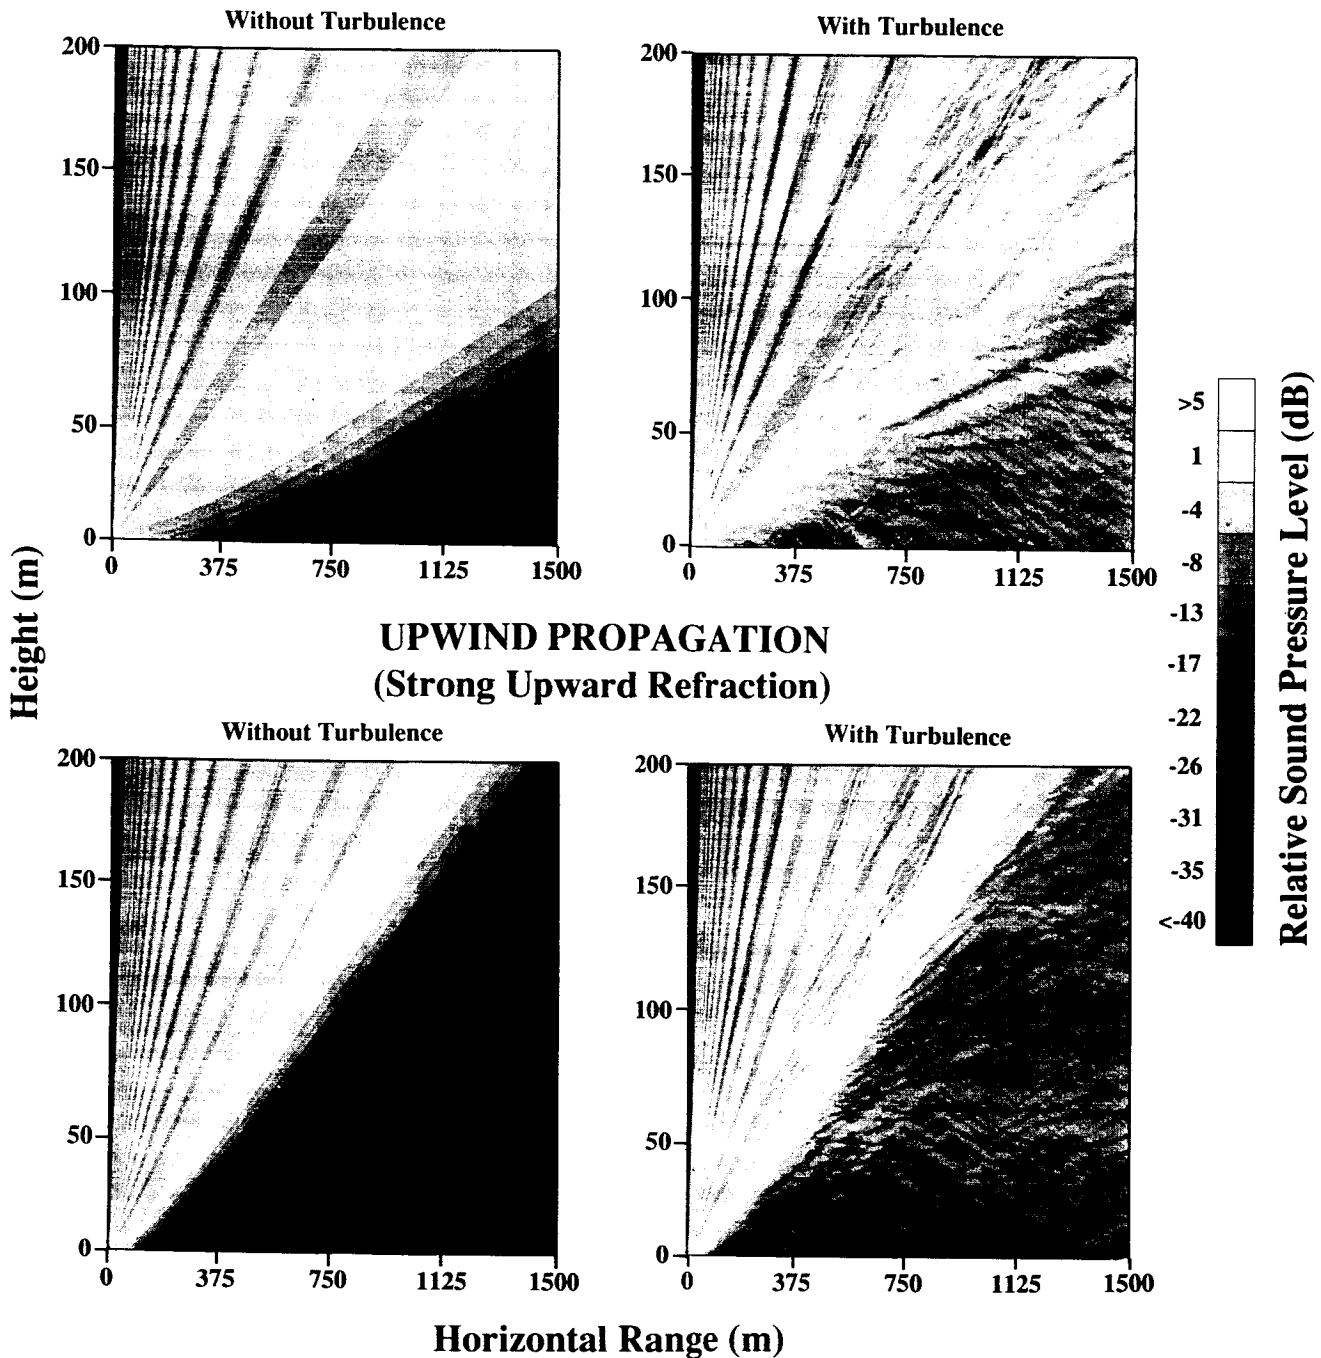 Without Turbulence
With Turbulence
200
150
100
50
0
0 375 750 1125 1500
200
150
100
50
0
0 375 750 1125 1500
Height (m)
UPWIND PROPAGATION
(Strong Upward Refraction)
>5
1
-4
-8
-13
-17
-22
-26
-31
-35
<-40
Relative Sound Pressure Level (dB)
Without Turbulence
With Turbulence
200
150
100
50
0
0 375 750 1125 1500
200
150
100
50
0
0 375 750 1125 1500
Horizontal Range (m)